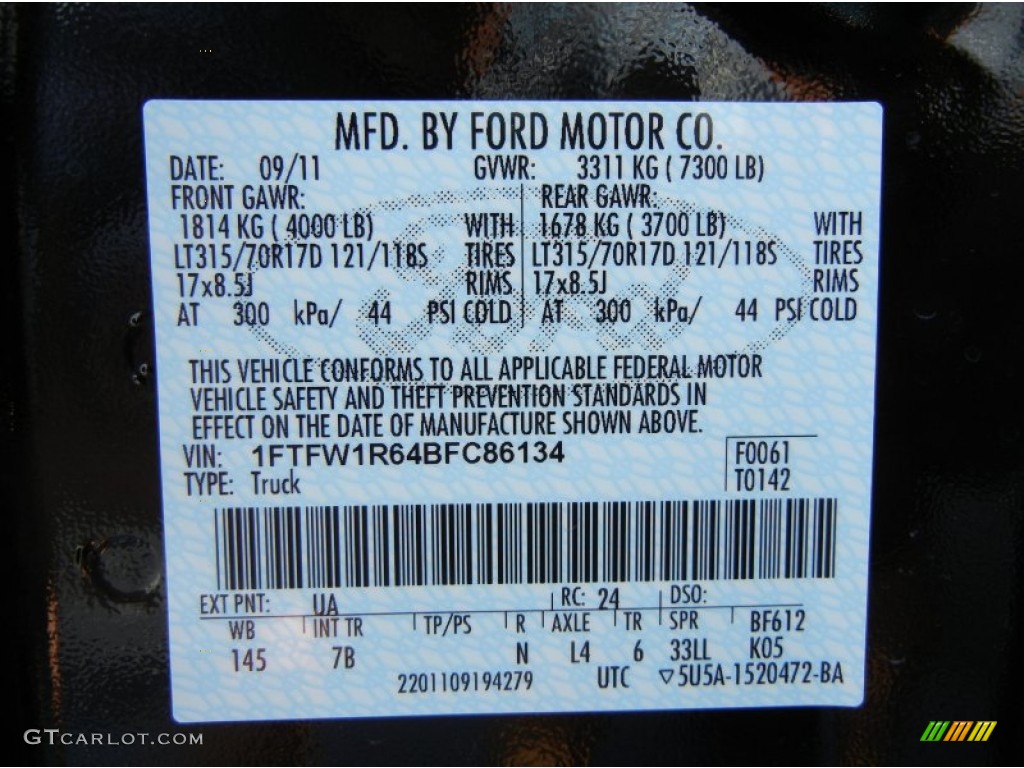 MFD. BY FORD MOTOR CO.
DATE: 09/11 GVWR: 3311 KG ( 7300 LB)
FRONT GAWR: REAR GAWR:
1814 KG ( 4000 LB) WITH 1678 KG ( 3700 LB) WITH
LT315/70R17D 121/118S TIRES LT315/70R17D 121/118S TIRES
17x8.5J RIMS 17x8.5J RIMS
AT 300 kPa/ 44 PSI COLD AT 300 kPa/ 44 PSI COLD
THIS VEHICLE CONFORMS TO ALL APPLICABLE FEDERAL MOTOR
VEHICLE SAFETY AND THEFT PREVENTION STANDARDS IN
EFFECT ON THE DATE OF MANUFACTURE SHOWN ABOVE.
VIN: 1FTFW1R64BFC86134 F0061
TYPE: Truck T0142
EXT PNT: UA RC: 24 DSO:
WB INT TR TP/PS R AXLE TR SPR BF612
145 7B N L4 6 33LL K05
2201109194279 UTC ▽5U5A-1520472-BA
GTCARLOT.COM